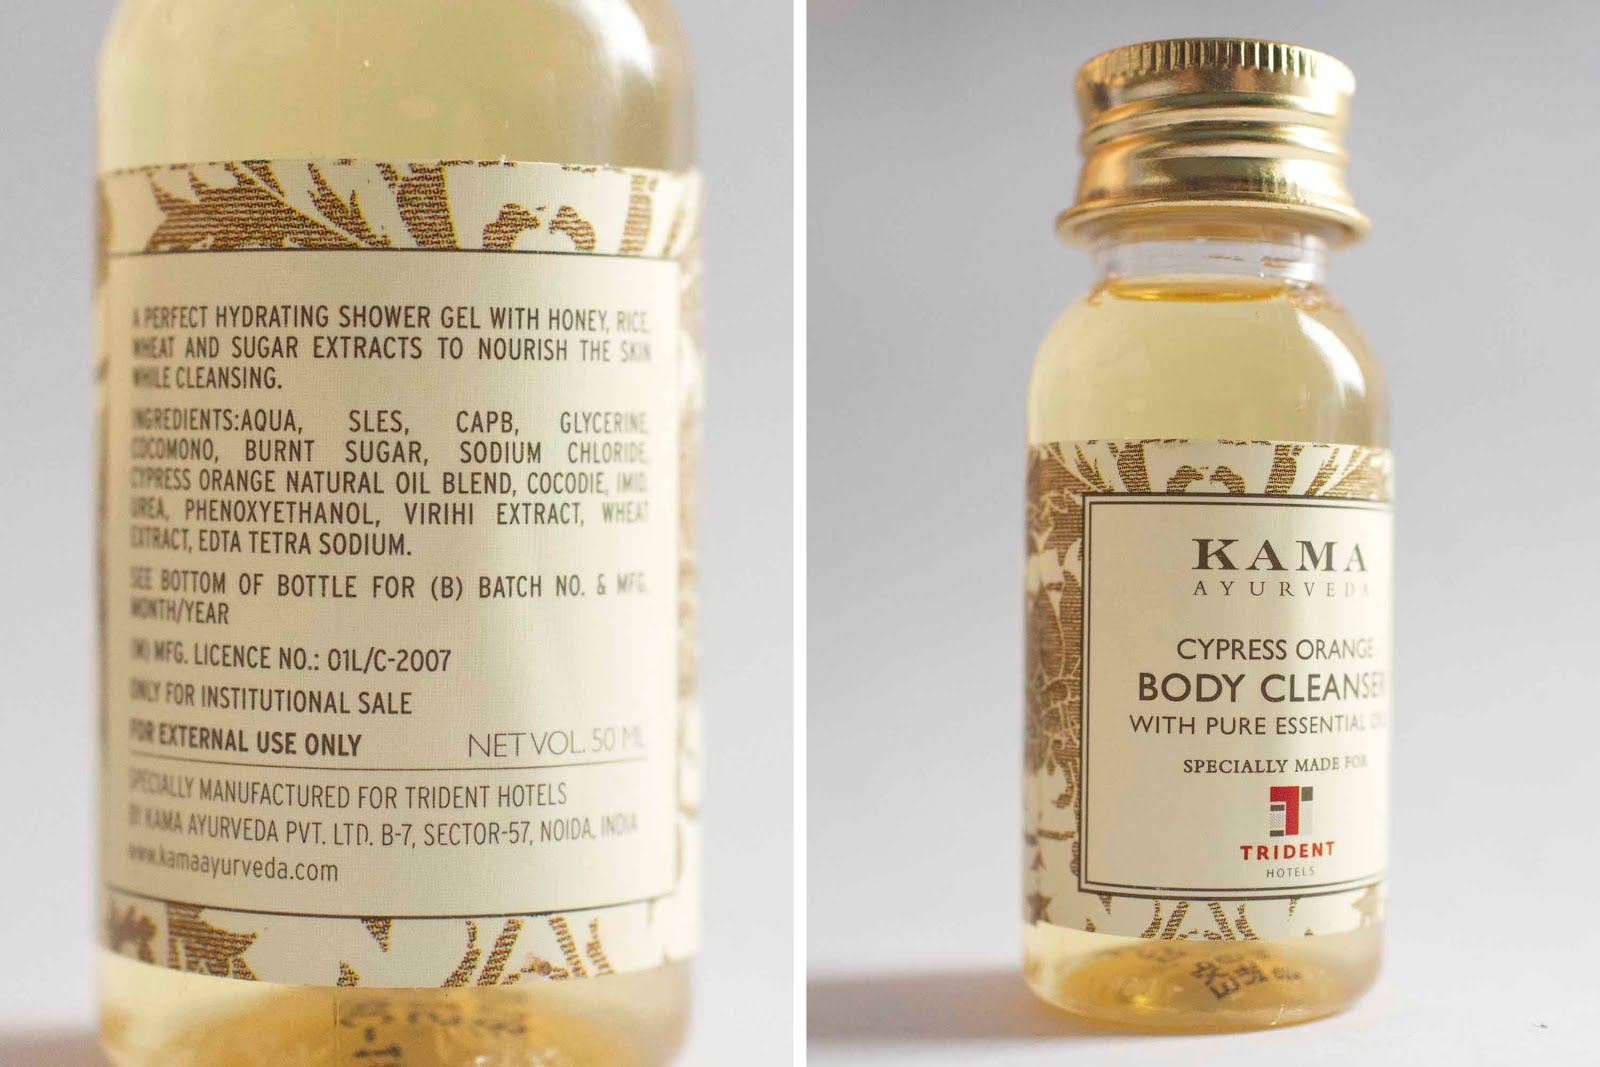 A PERFECT HYDRATING SHOWER GEL WITH HONEY, RICE,
WHEAT AND SUGAR EXTRACTS TO NOURISH THE SKIN
WHILE CLEANSING.
INGREDIENTS:AQUA, SLES, CAPB, GLYCERINE,
COCOMONO, BURNT SUGAR, SODIUM CHLORIDE,
CYPRESS ORANGE NATURAL OIL BLEND, COCODIE, IMID
UREA, PHENOXYETHANOL, VIRIHI EXTRACT, WHEAT
EXTRACT, EDTA TETRA SODIUM.
SEE BOTTOM OF BOTTLE FOR (B) BATCH NO. & MFG.
MONTH/YEAR
(M) MFG. LICENCE NO.: 01L/C-2007
ONLY FOR INSTITUTIONAL SALE
FOR EXTERNAL USE ONLY NET VOL. 50 ML
SPECIALLY MANUFACTURED FOR TRIDENT HOTELS
BY KAMA AYURVEDA PVT. LTD. B-7, SECTOR-57, NOIDA, INDIA
www.kamaayurveda.com
KAMA
AYURVEDA
CYPRESS ORANGE
BODY CLEANSER
WITH PURE ESSENTIAL
SPECIALLY MADE FOR
TRIDENT
HOTELS